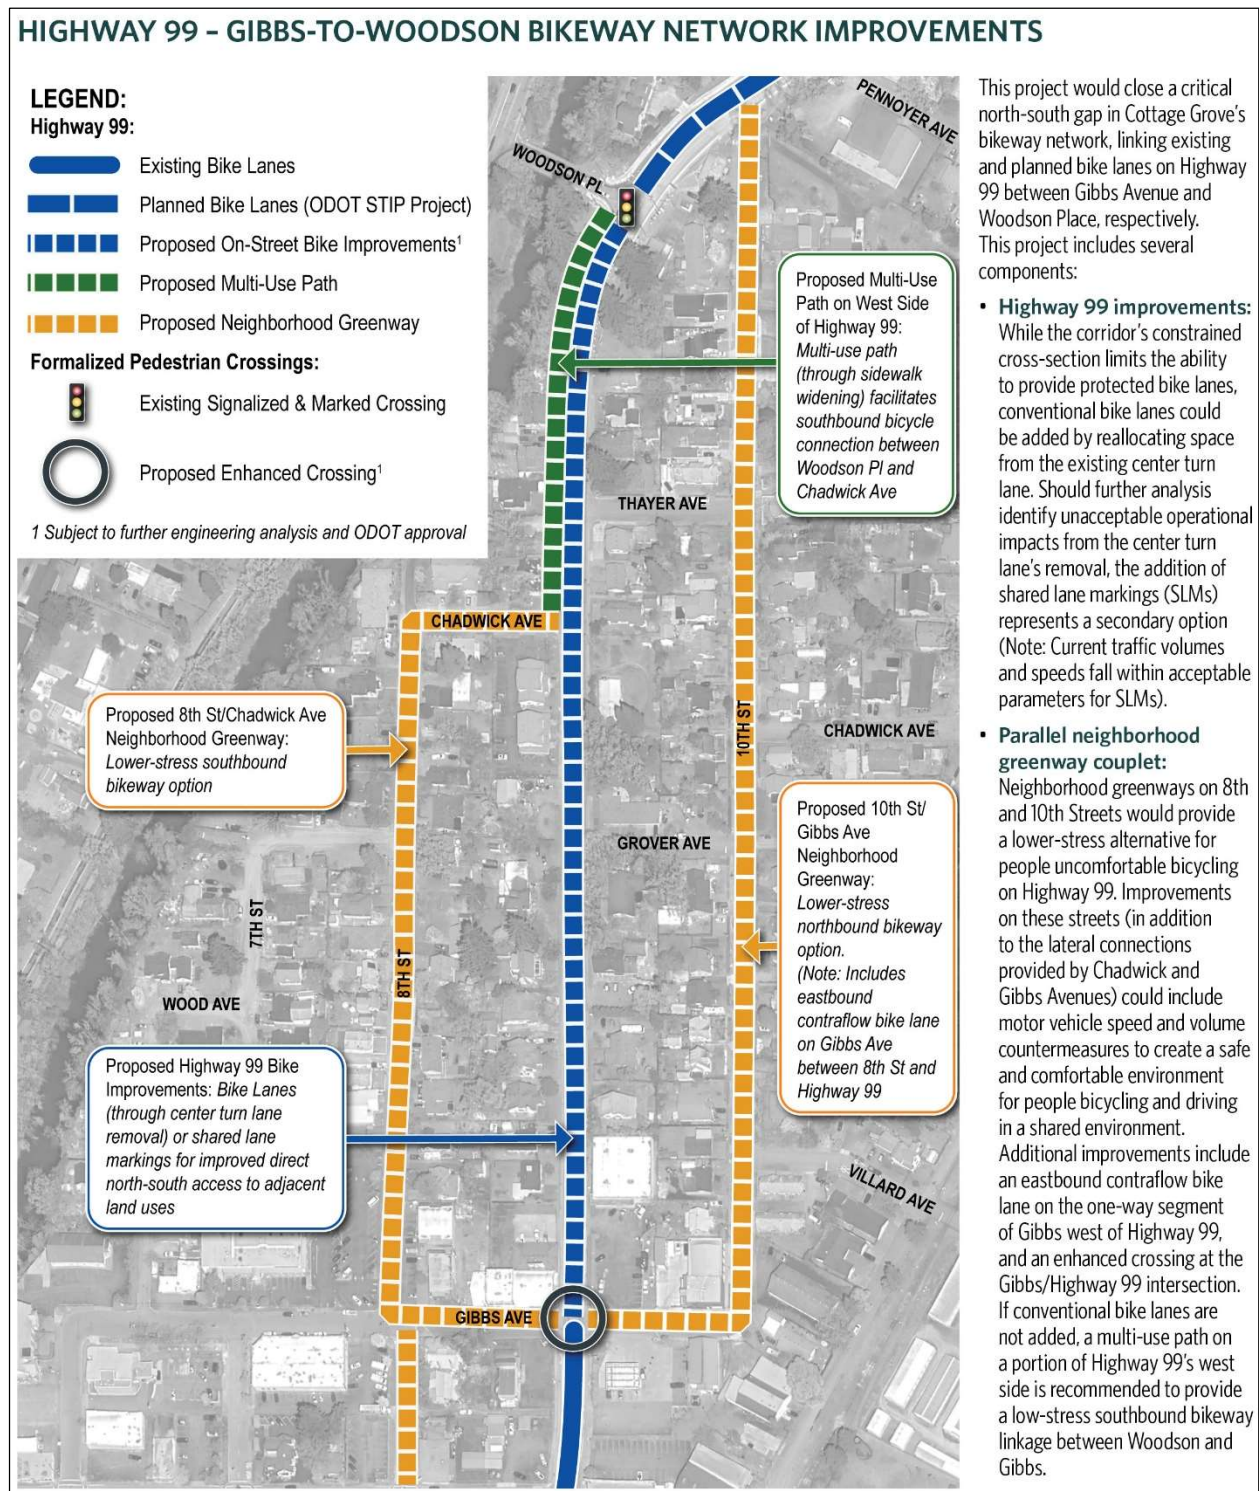 HIGHWAY 99 – GIBBS-TO-WOODSON BIKEWAY NETWORK IMPROVEMENTS
LEGEND:
Highway 99:
Existing Bike Lanes
Planned Bike Lanes (ODOT STIP Project)
Proposed On-Street Bike Improvements¹
Proposed Multi-Use Path
Proposed Neighborhood Greenway
Formalized Pedestrian Crossings:
Existing Signalized & Marked Crossing
Proposed Enhanced Crossing¹
1 Subject to further engineering analysis and ODOT approval
PENNOYER AVE
WOODSON PL
Proposed Multi-Use
Path on West Side
of Highway 99:
Multi-use path
(through sidewalk
widening) facilitates
southbound bicycle
connection between
Woodson Pl and
Chadwick Ave
THAYER AVE
CHADWICK AVE
10TH ST
CHADWICK AVE
Proposed 8th St/Chadwick Ave
Neighborhood Greenway:
Lower-stress southbound
bikeway option
GROVER AVE
Proposed 10th St/
Gibbs Ave
Neighborhood
Greenway:
Lower-stress
northbound bikeway
option.
(Note: Includes
eastbound
contraflow bike lane
on Gibbs Ave
between 8th St and
Highway 99
7TH ST
8TH ST
WOOD AVE
Proposed Highway 99 Bike
Improvements: Bike Lanes
(through center turn lane
removal) or shared lane
markings for improved direct
north-south access to adjacent
land uses
VILLARD AVE
GIBBS AVE
This project would close a critical
north-south gap in Cottage Grove's
bikeway network, linking existing
and planned bike lanes on Highway
99 between Gibbs Avenue and
Woodson Place, respectively.
This project includes several
components:
• Highway 99 improvements:
While the corridor's constrained
cross-section limits the ability
to provide protected bike lanes,
conventional bike lanes could
be added by reallocating space
from the existing center turn
lane. Should further analysis
identify unacceptable operational
impacts from the center turn
lane's removal, the addition of
shared lane markings (SLMs)
represents a secondary option
(Note: Current traffic volumes
and speeds fall within acceptable
parameters for SLMs).
• Parallel neighborhood
greenway couplet:
Neighborhood greenways on 8th
and 10th Streets would provide
a lower-stress alternative for
people uncomfortable bicycling
on Highway 99. Improvements
on these streets (in addition
to the lateral connections
provided by Chadwick and
Gibbs Avenues) could include
motor vehicle speed and volume
countermeasures to create a safe
and comfortable environment
for people bicycling and driving
in a shared environment.
Additional improvements include
an eastbound contraflow bike
lane on the one-way segment
of Gibbs west of Highway 99,
and an enhanced crossing at the
Gibbs/Highway 99 intersection.
If conventional bike lanes are
not added, a multi-use path on
a portion of Highway 99's west
side is recommended to provide
a low-stress southbound bikeway
linkage between Woodson and
Gibbs.